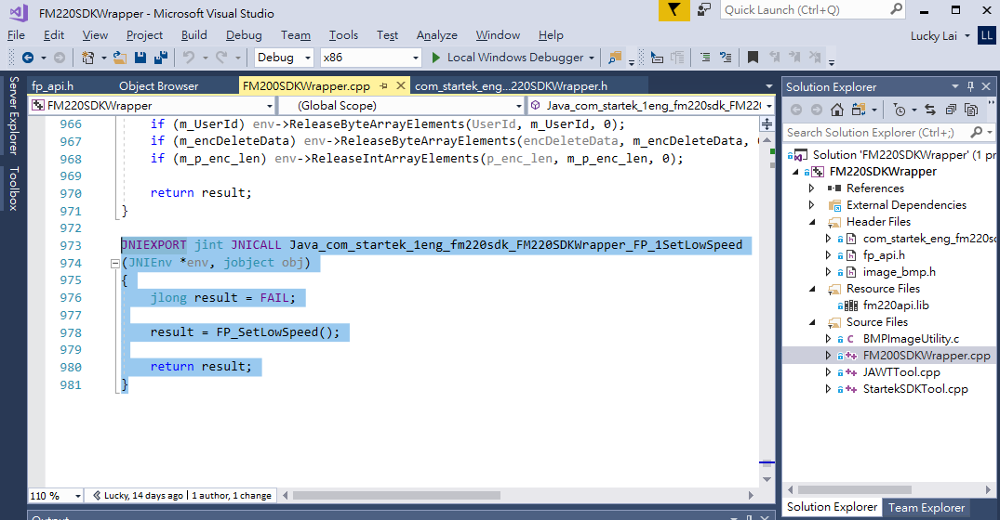 FM220SDKWrapper - Microsoft Visual Studio
Quick Launch (Ctrl+Q)
File Edit View Project Build Debug Team Tools Test Analyze Window Help
Lucky Lai LL
Debug x86 Local Windows Debugger
Server Explorer
Toolbox
fp_api.h Object Browser FM200SDKWrapper.cpp com_startek_eng...220SDKWrapper.h
FM220SDKWrapper (Global Scope) Java_com_startek_1eng_fm220sdk_FM220
966 if (m_UserId) env->ReleaseByteArrayElements(UserId, m_UserId, 0);
967 if (m_encDeleteData) env->ReleaseByteArrayElements(encDeleteData, m_encDeleteData,
968 if (m_p_enc_len) env->ReleaseIntArrayElements(p_enc_len, m_p_enc_len, 0);
969
970 return result;
971 }
972
973 JNIEXPORT jint JNICALL Java_com_startek_1eng_fm220sdk_FM220SDKWrapper_FP_1SetLowSpeed
974 (JNIEnv *env, jobject obj)
975 {
976 jlong result = FAIL;
977
978 result = FP_SetLowSpeed();
979
980 return result;
981 }
110 % Lucky, 14 days ago | 1 author, 1 change
Output
Solution Explorer
Search Solution Explorer (Ctrl+;)
Solution 'FM220SDKWrapper' (1 pr
FM220SDKWrapper
References
External Dependencies
Header Files
com_startek_eng_fm220sd
fp_api.h
image_bmp.h
Resource Files
fm220api.lib
Source Files
BMPImageUtility.c
FM200SDKWrapper.cpp
JAWTTool.cpp
StartekSDKTool.cpp
Solution Explorer Team Explorer